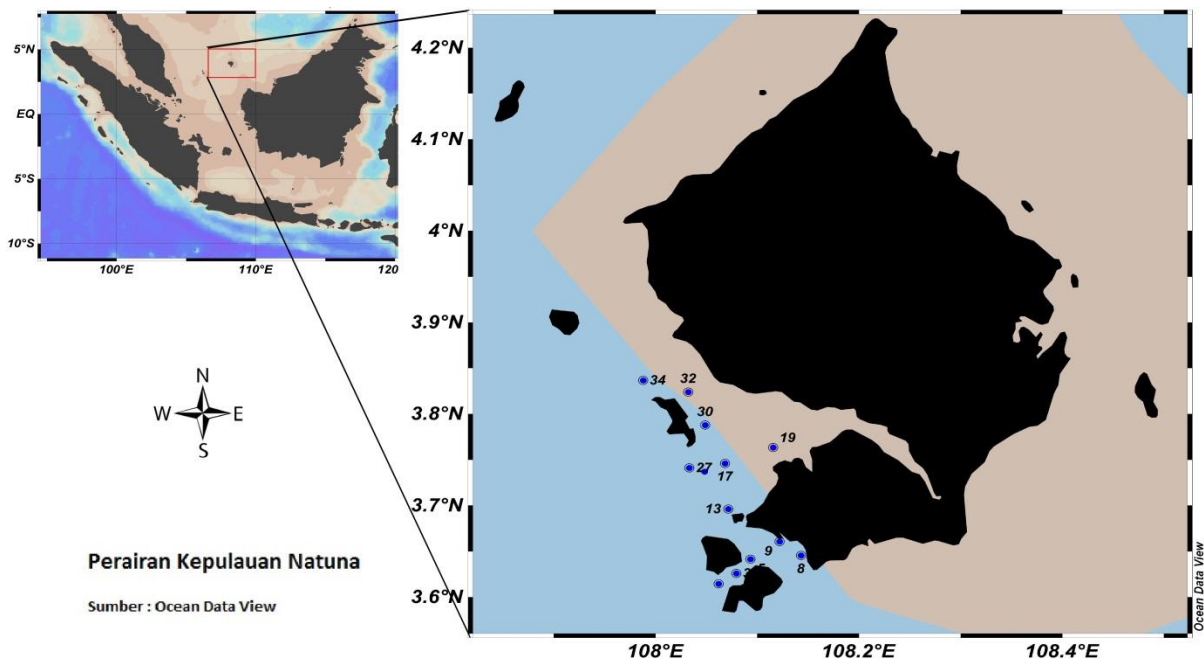 5°N
EQ
5°S
10°S
100°E
110°E
120
N
W
E
S
Perairan Kepulauan Natuna
Sumber : Ocean Data View
4.2°N
4.1°N
4°N
3.9°N
3.8°N
3.7°N
3.6°N
34
32
30
19
27
17
13
9
8
108°E
108.2°E
108.4°E
Ocean Data View